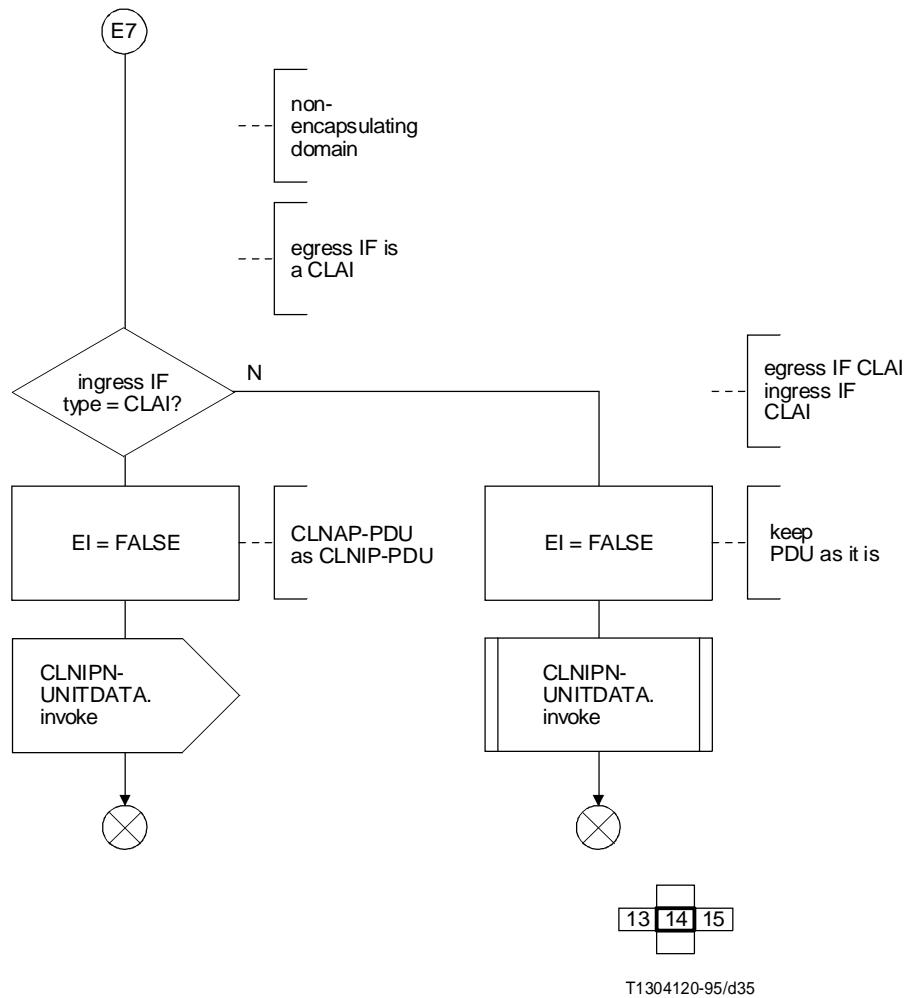 E7
non-
encapsulating
domain
egress IF is
a CLAI
ingress IF
type = CLAI?
N
egress IF CLAI
ingress IF
CLAI
EI = FALSE
CLNAP-PDU
as CLNIP-PDU
EI = FALSE
keep
PDU as it is
CLNIPN-
UNITDATA.
invoke
CLNIPN-
UNITDATA.
invoke
13 14 15
T1304120-95/d35